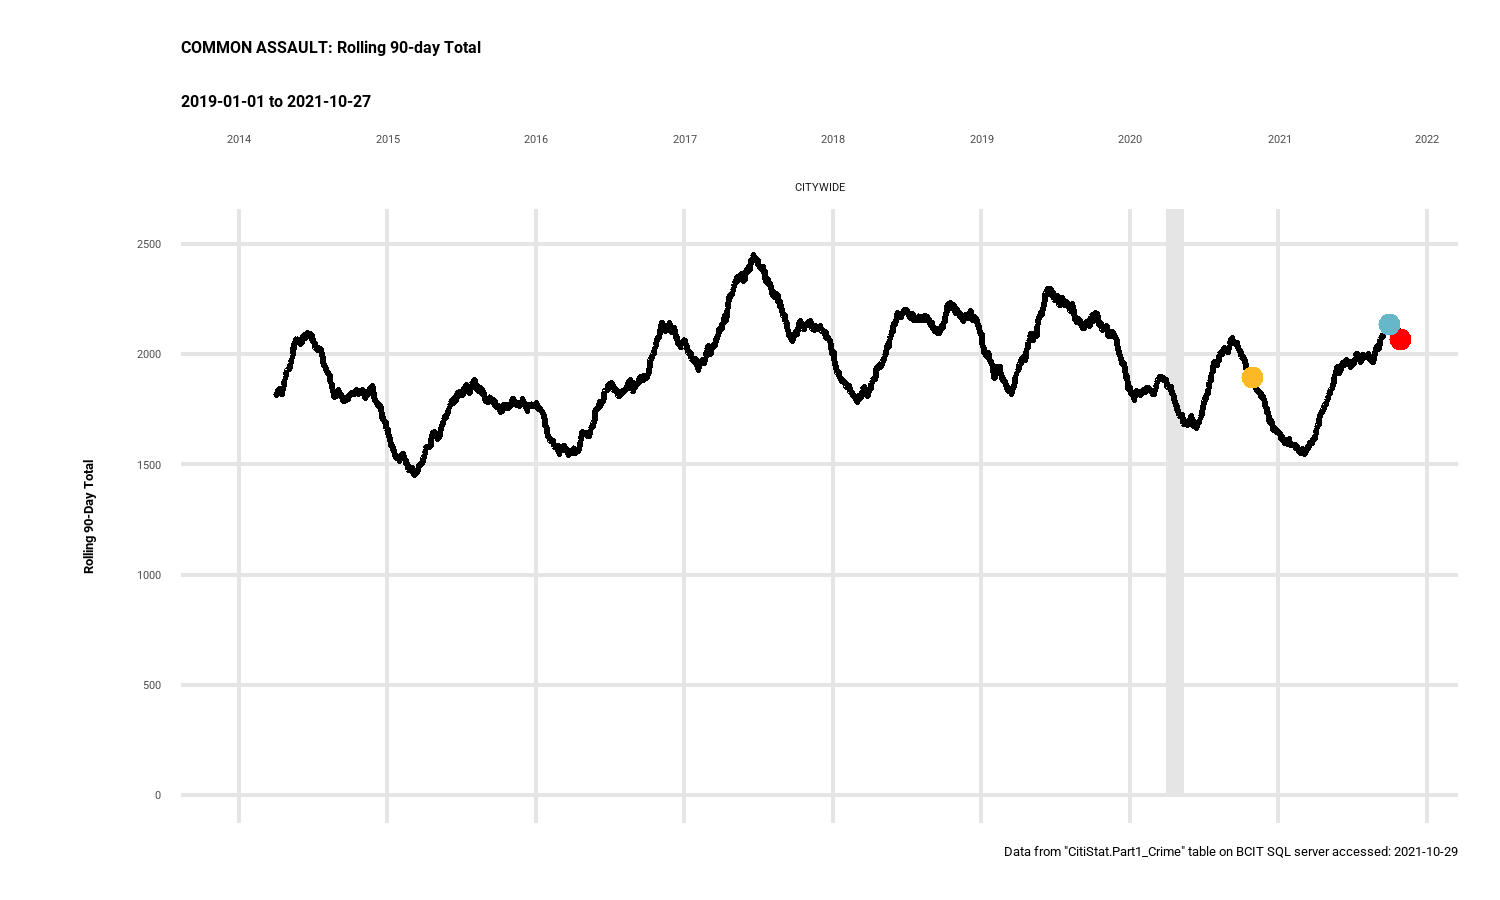 COMMON ASSAULT: Rolling 90-day Total
2019-01-01 to 2021-10-27
2014 2015 2016 2017 2018 2019 2020 2021 2022
CITYWIDE
2500
2000
1500
1000
500
0
Rolling 90-Day Total
Data from "CitiStat.Part1_Crime" table on BCIT SQL server accessed: 2021-10-29